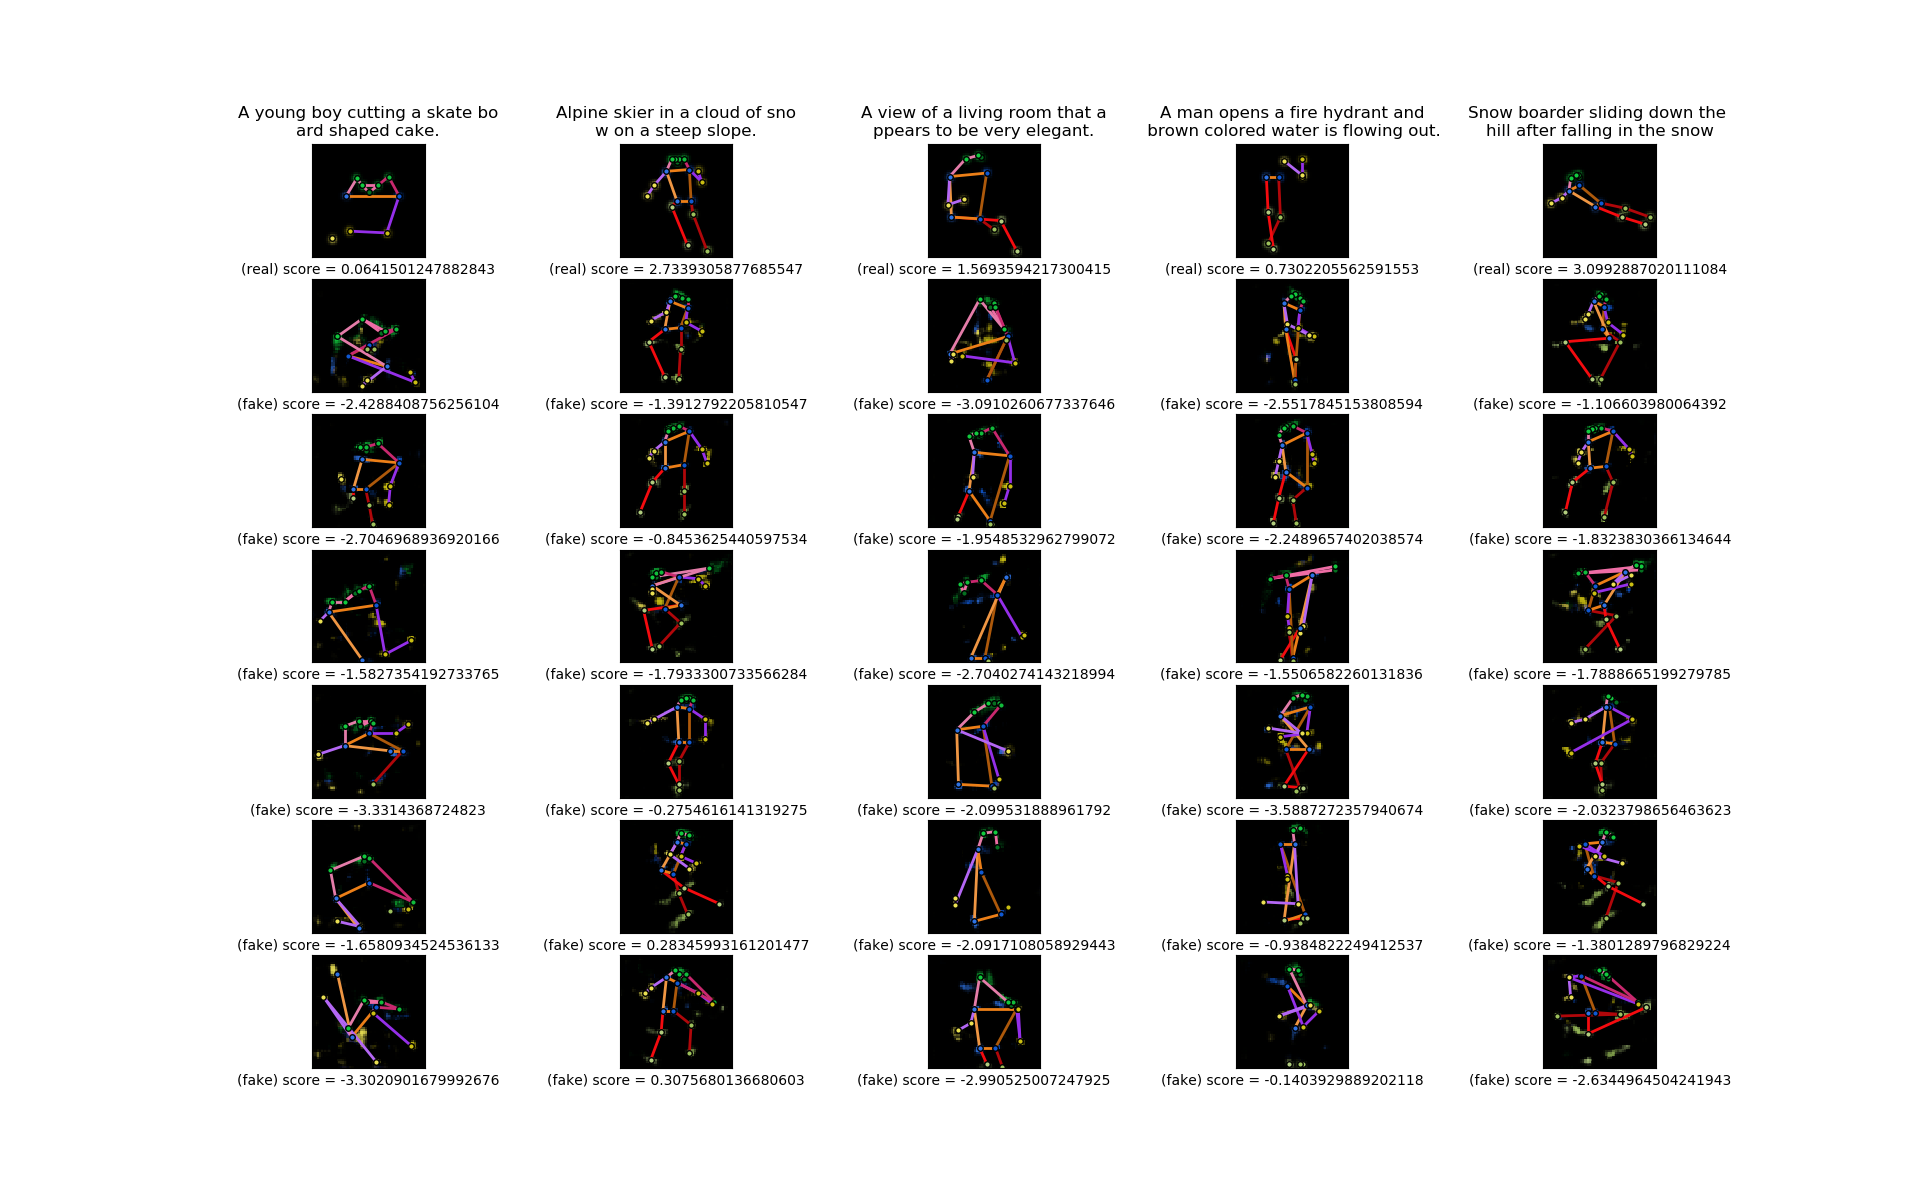 A young boy cutting a skate bo
ard shaped cake.
Alpine skier in a cloud of sno
w on a steep slope.
A view of a living room that a
ppears to be very elegant.
A man opens a fire hydrant and
brown colored water is flowing out.
Snow boarder sliding down the
hill after falling in the snow
(real) score = 0.0641501247882843
(real) score = 2.7339305877685547
(real) score = 1.5693594217300415
(real) score = 0.7302205562591553
(real) score = 3.0992887020111084
(fake) score = -2.4288408756256104
(fake) score = -1.3912792205810547
(fake) score = -3.0910260677337646
(fake) score = -2.5517845153808594
(fake) score = -1.106603980064392
(fake) score = -2.7046968936920166
(fake) score = -0.8453625440597534
(fake) score = -1.9548532962799072
(fake) score = -2.2489657402038574
(fake) score = -1.8323830366134644
(fake) score = -1.5827354192733765
(fake) score = -1.7933300733566284
(fake) score = -2.7040274143218994
(fake) score = -1.5506582260131836
(fake) score = -1.7888665199279785
(fake) score = -3.3314368724823
(fake) score = -0.2754616141319275
(fake) score = -2.099531888961792
(fake) score = -3.5887272357940674
(fake) score = -2.0323798656463623
(fake) score = -1.6580934524536133
(fake) score = 0.28345993161201477
(fake) score = -2.0917108058929443
(fake) score = -0.9384822249412537
(fake) score = -1.3801289796829224
(fake) score = -3.3020901679992676
(fake) score = 0.3075680136680603
(fake) score = -2.990525007247925
(fake) score = -0.1403929889202118
(fake) score = -2.6344964504241943